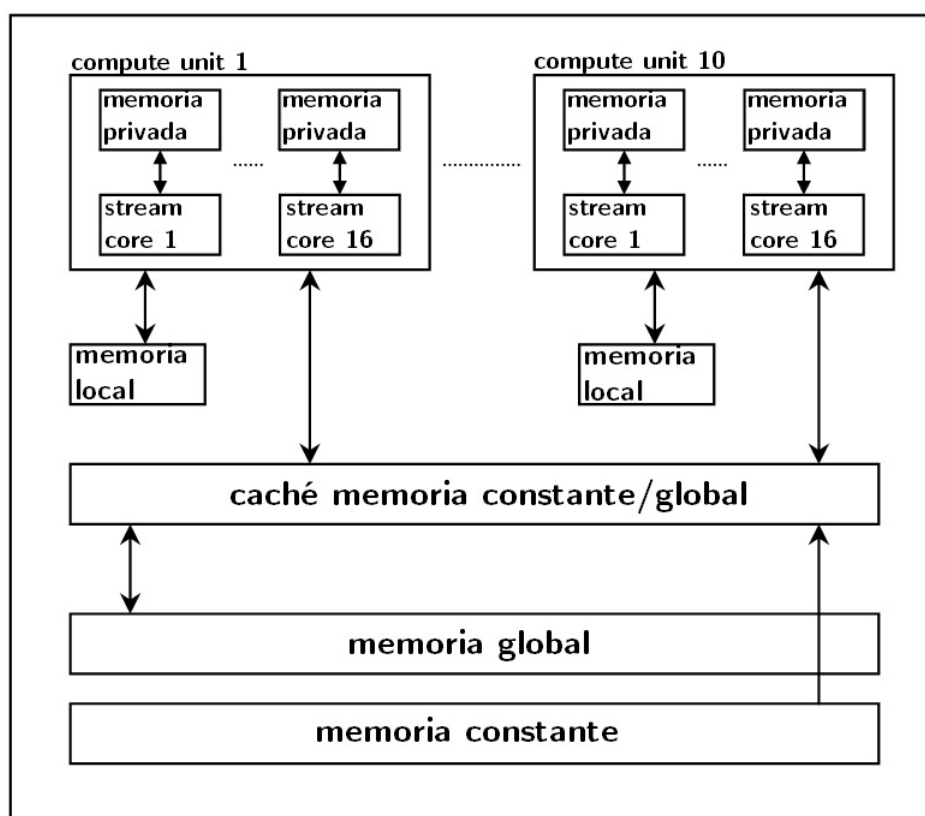 compute unit 1
memoria
privada
memoria
privada
stream
core 1
stream
core 16
compute unit 10
memoria
privada
memoria
privada
stream
core 1
stream
core 16
memoria
local
memoria
local
caché memoria constante/global
memoria global
memoria constante